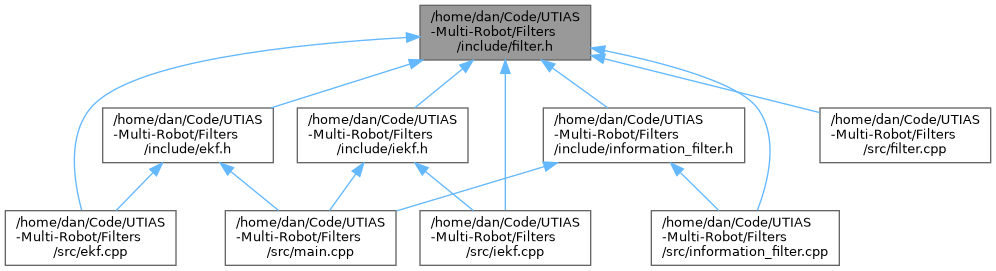 /home/dan/Code/UTIAS
-Multi-Robot/Filters
/include/filter.h
/home/dan/Code/UTIAS
-Multi-Robot/Filters
/include/ekf.h
/home/dan/Code/UTIAS
-Multi-Robot/Filters
/include/iekf.h
/home/dan/Code/UTIAS
-Multi-Robot/Filters
/include/information_filter.h
/home/dan/Code/UTIAS
-Multi-Robot/Filters
/src/filter.cpp
/home/dan/Code/UTIAS
-Multi-Robot/Filters
/src/ekf.cpp
/home/dan/Code/UTIAS
-Multi-Robot/Filters
/src/main.cpp
/home/dan/Code/UTIAS
-Multi-Robot/Filters
/src/iekf.cpp
/home/dan/Code/UTIAS
-Multi-Robot/Filters
/src/information_filter.cpp